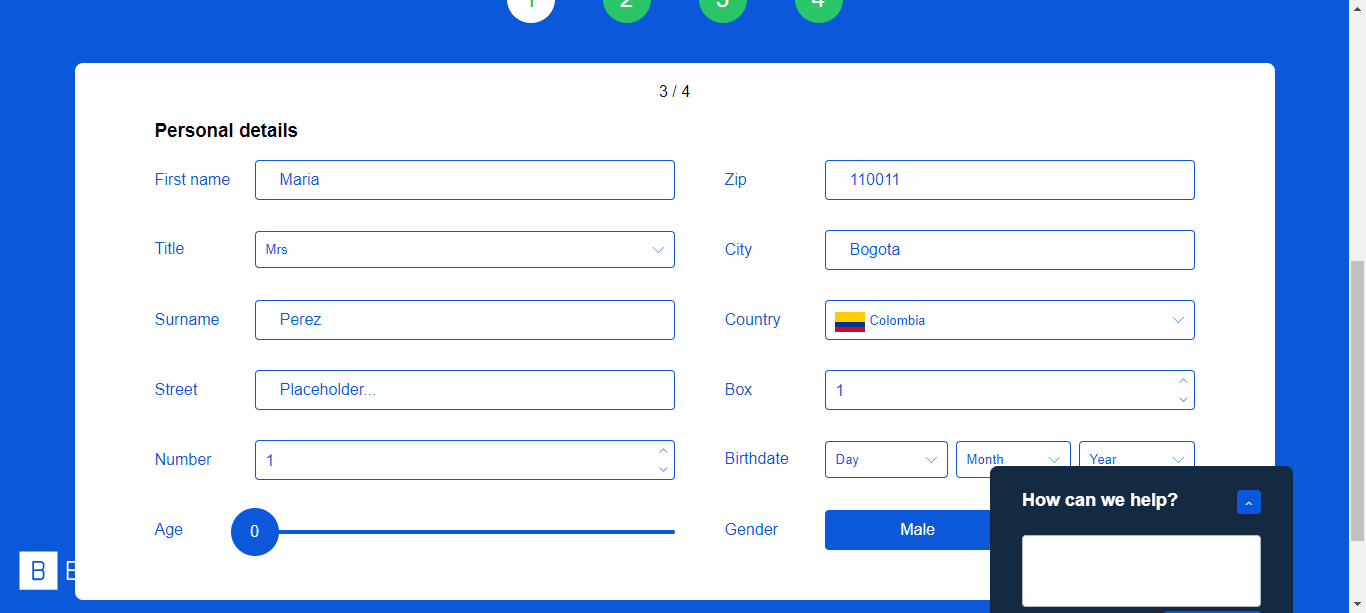 1 2 3 4
3 / 4
Personal details
First name Maria
Zip 110011
Title Mrs
City Bogota
Surname Perez
Country Colombia
Street Placeholder...
Box 1
Number 1
Birthdate Day Month Year
Age 0
Gender Male
How can we help?
B